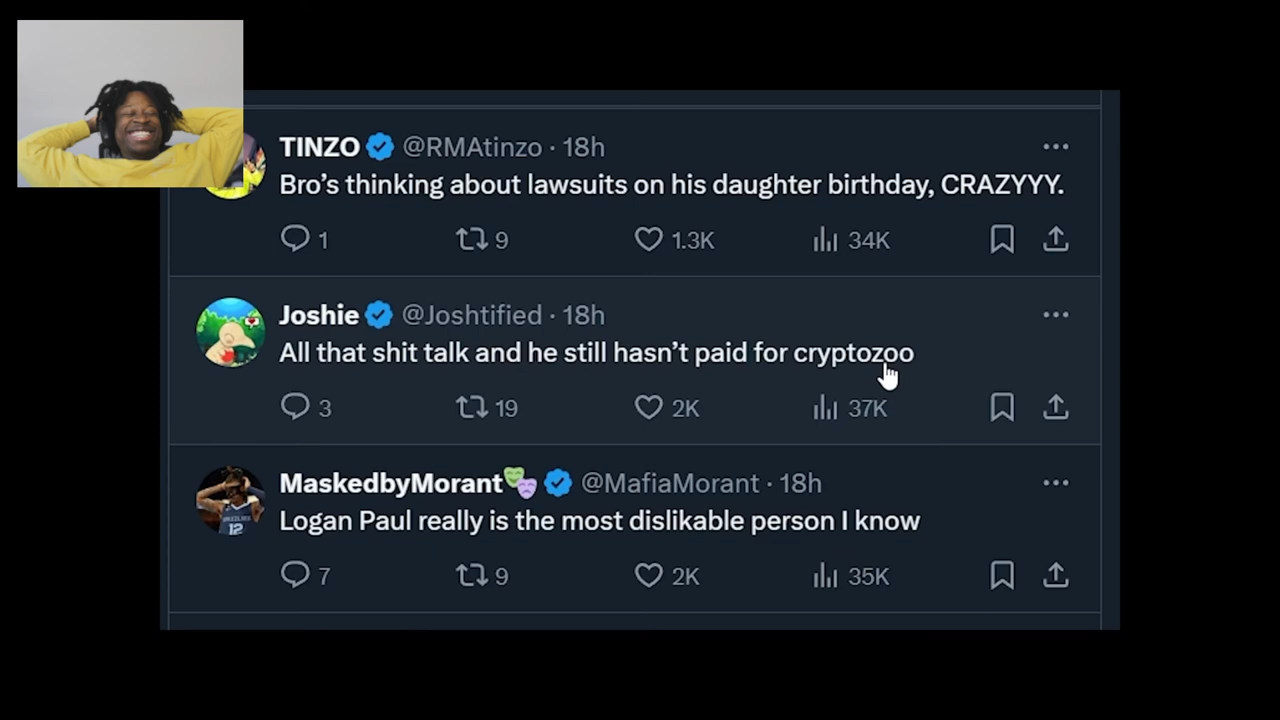 TINZO @RMAtinzo · 18h
Bro’s thinking about lawsuits on his daughter birthday, CRAZYYY.
1 9 1.3K 34K
Joshie @Joshtified · 18h
All that shit talk and he still hasn’t paid for cryptozoo
3 19 2K 37K
MaskedbyMorant🎭 @MafiaMorant · 18h
Logan Paul really is the most dislikable person I know
7 9 2K 35K
GRIZZLIES
12